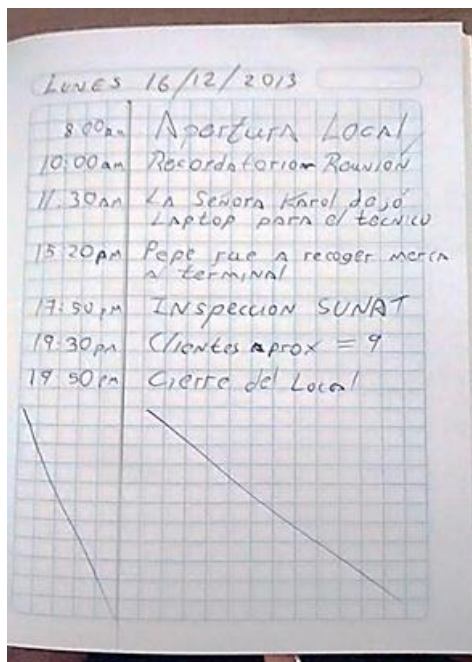 LUNES 16/12/2013
8:00am Apertura Local
10:00am Recordatorio Reunión
11.30Am La Señora Karol dejó
Laptop para el tecnico
15:20pm Pepe fue a recoger merca
a terminal
17:50pm INSpeccion SUNAT
19:30pm Clientes aprox = 9
19 50pm Cierre del Local